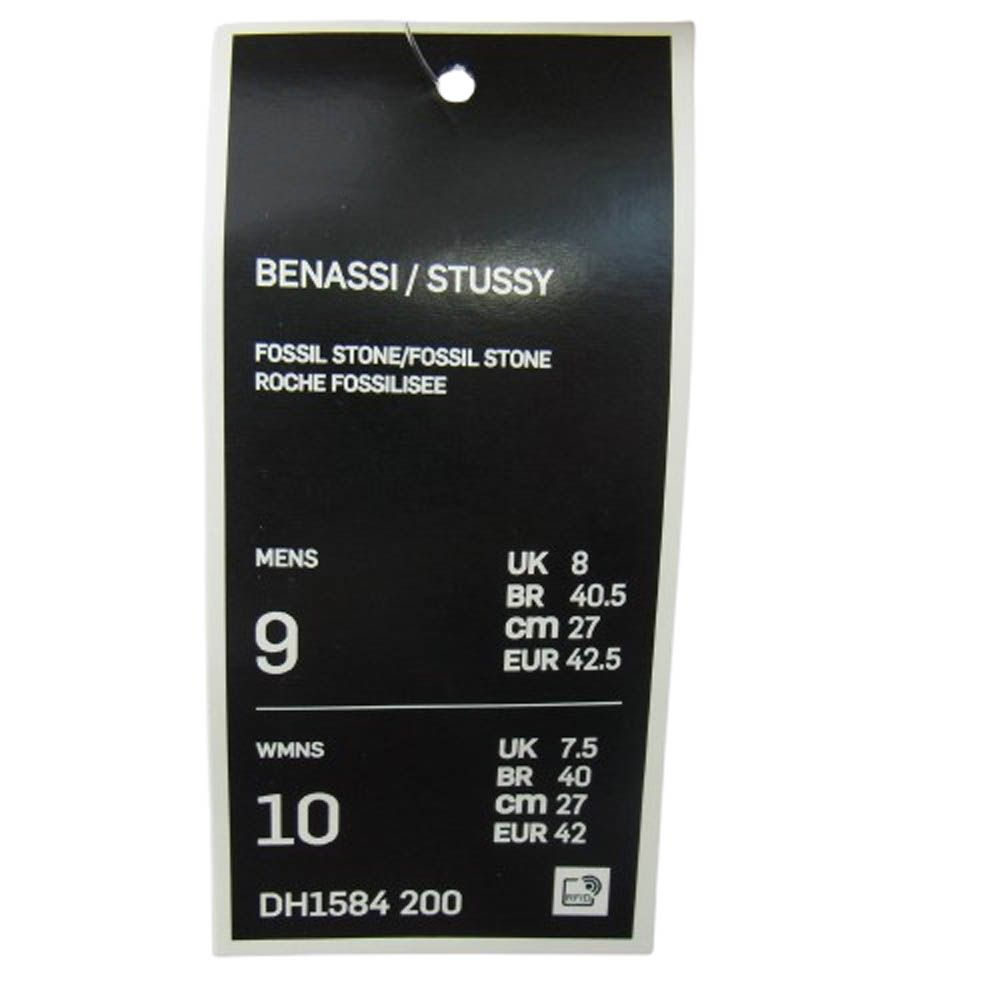 BENASSI / STUSSY
FOSSIL STONE/FOSSIL STONE
ROCHE FOSSILISEE
MENS
9
UK 8
BR 40.5
cm 27
EUR 42.5
WMNS
10
UK 7.5
BR 40
cm 27
EUR 42
DH1584 200
RFID